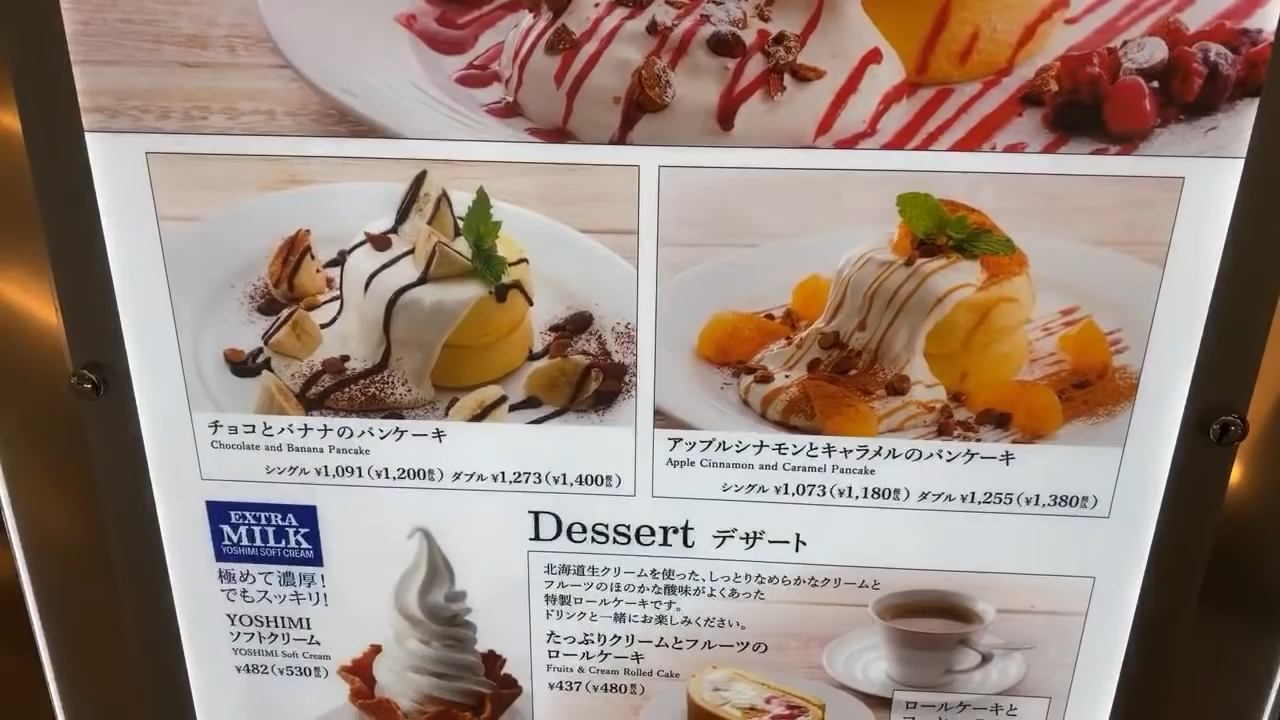 チョコとバナナのパンケーキ
Chocolate and Banana Pancake
シングル ¥1,091(¥1,200税込) ダブル ¥1,273(¥1,400税込)
アップルシナモンとキャラメルのパンケーキ
Apple Cinnamon and Caramel Pancake
シングル ¥1,073(¥1,180税込) ダブル ¥1,255(¥1,380税込)
EXTRA
MILK
YOSHIMI SOFT CREAM
極めて濃厚!
でもスッキリ!
YOSHIMI
ソフトクリーム
YOSHIMI Soft Cream
¥482(¥530税込)
Dessert デザート
北海道生クリームを使った、しっとりなめらかなクリームと
フルーツのほのかな酸味がよくあった
特製ロールケーキです。
ドリンクと一緒にお楽しみください。
たっぷりクリームとフルーツの
ロールケーキ
Fruits & Cream Rolled Cake
¥437(¥480税込)
ロールケーキと